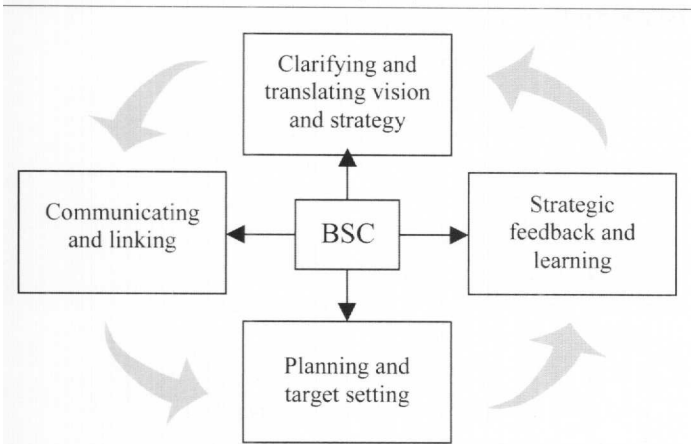 Clarifying and
translating vision
and strategy
Communicating
and linking
BSC
Strategic
feedback and
learning
Planning and
target setting